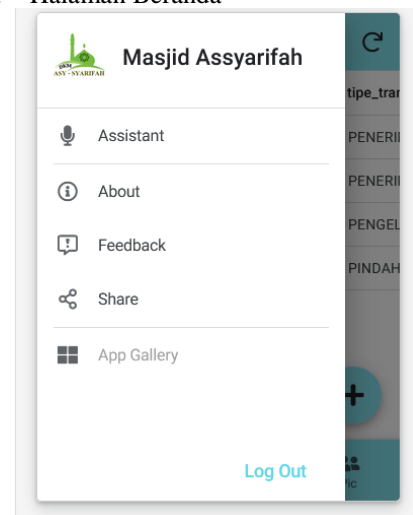 Halaman Beranda
DKM
ASY - SYARIFAH
Masjid Assyarifah
tipe_tran
Assistant
PENERI
About
PENERI
PENGEL
Feedback
PINDAH
Share
App Gallery
Log Out